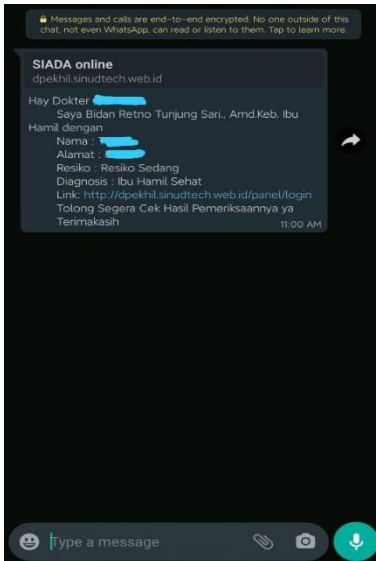 Messages and calls are end-to-end encrypted. No one outside of this
chat, not even WhatsApp, can read or listen to them. Tap to learn more.
SIADA online
dpekhil.sinudtech.web.id
Hay Dokter
Saya Bidan Retno Tunjung Sari., Amd.Keb. Ibu
Hamil dengan
Nama :
Alamat :
Resiko : Resiko Sedang
Diagnosis : Ibu Hamil Sehat
Link: http://dpekhil.sinudtech.web.id/panel/login
Tolong Segera Cek Hasil Pemeriksaannya ya
Terimakasih
11:00 AM
Type a message